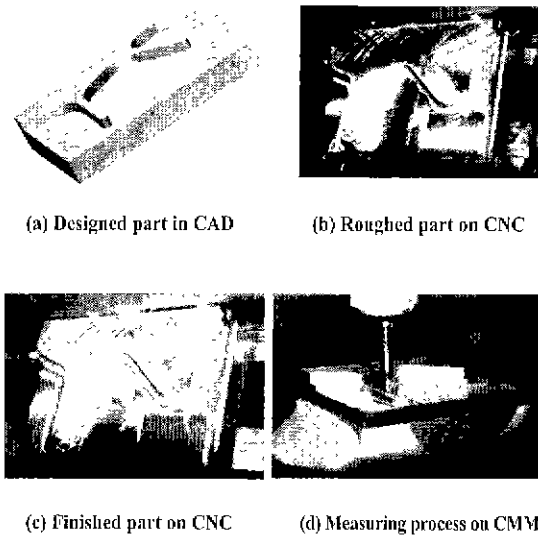 (a) Designed part in CAD
(b) Roughed part on CNC
(c) Finished part on CNC
(d) Measuring process on CMM